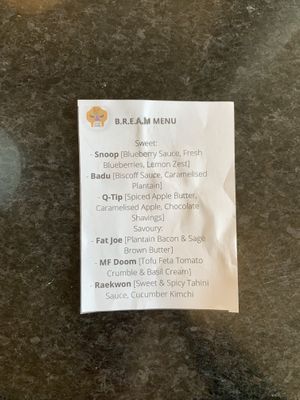 B.R.E.A.M MENU
Sweet:
- Snoop [Blueberry Sauce, Fresh
Blueberries, Lemon Zest]
- Badu [Biscoff Sauce, Caramelised
Plantain]
- Q-Tip [Spiced Apple Butter,
Caramelised Apple, Chocolate
Shavings]
Savoury:
- Fat Joe [Plantain Bacon & Sage
Brown Butter]
- MF Doom [Tofu Feta Tomato
Crumble & Basil Cream]
- Raekwon [Sweet & Spicy Tahini
Sauce, Cucumber Kimchi